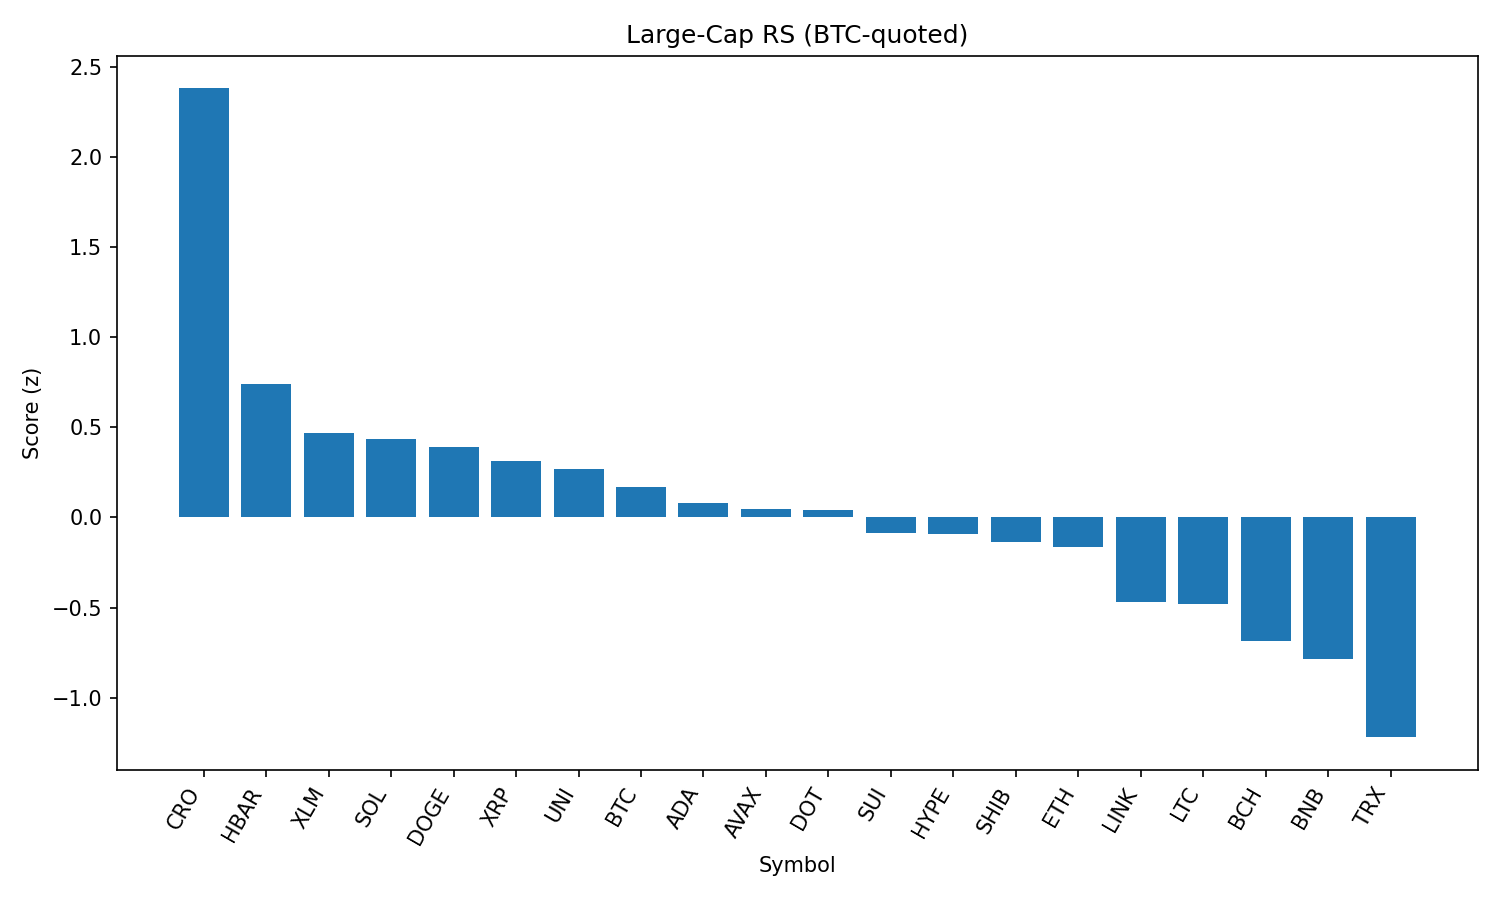 Large-Cap RS (BTC-quoted)
2.5
2.0
1.5
1.0
0.5
0.0
−0.5
−1.0
Score (z)
CRO
HBAR
XLM
SOL
DOGE
XRP
UNI
BTC
ADA
AVAX
DOT
SUI
HYPE
SHIB
ETH
LINK
LTC
BCH
BNB
TRX
Symbol